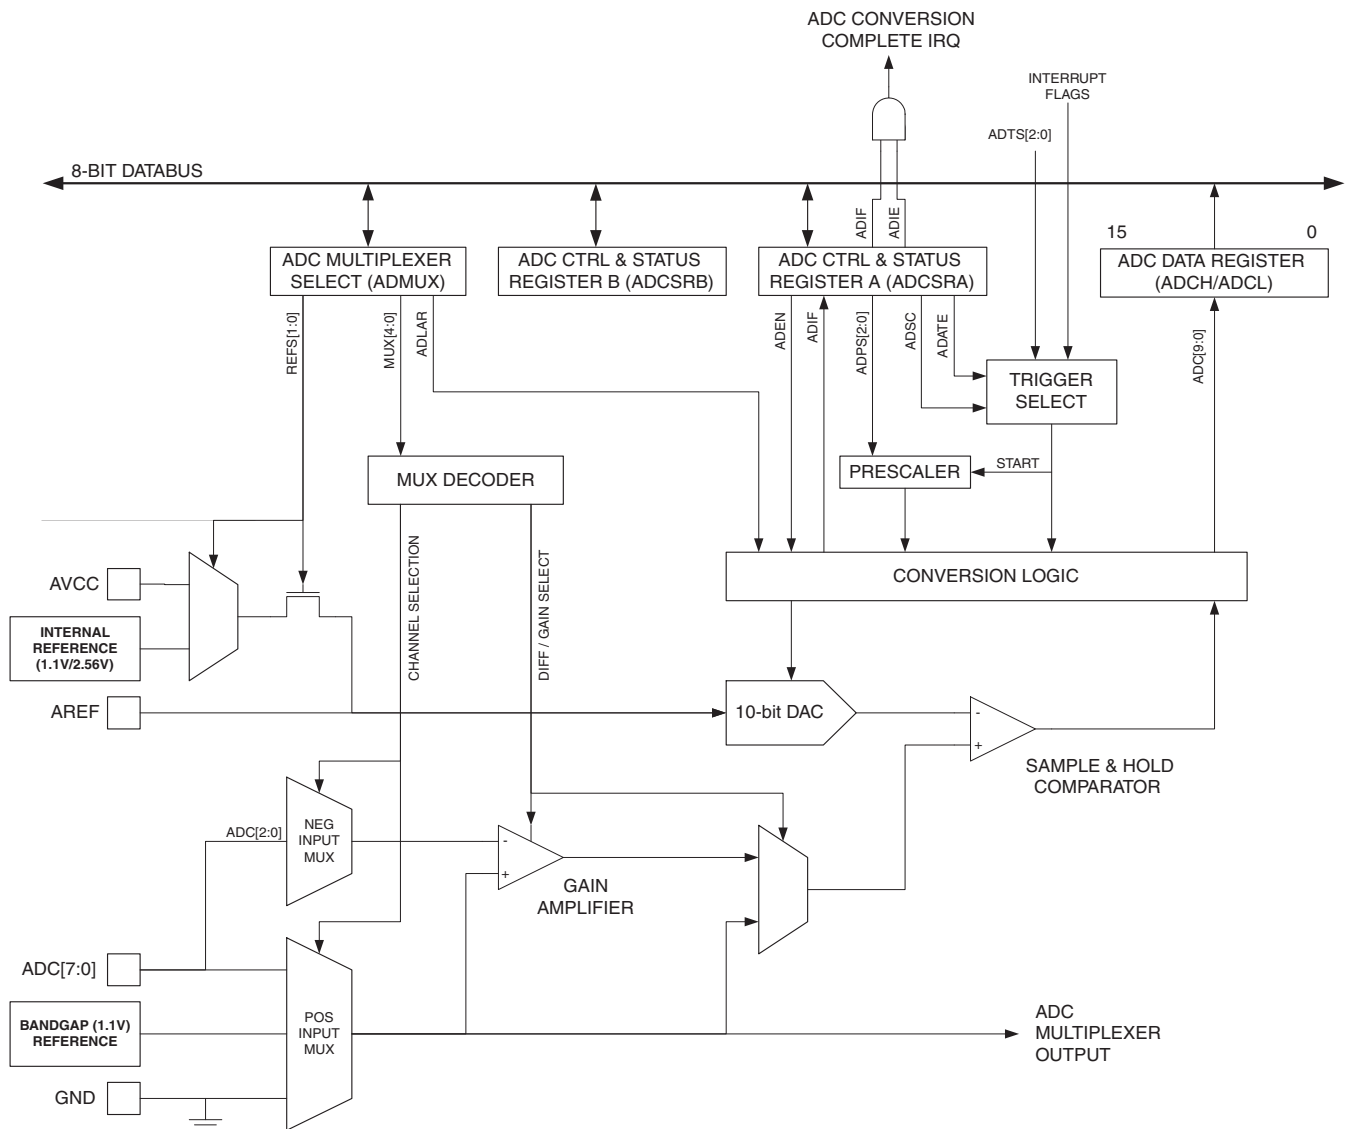 ADC CONVERSION
COMPLETE IRQ
INTERRUPT
FLAGS
ADTS[2:0]
8-BIT DATABUS
ADIF
ADIE
15
0
ADC MULTIPLEXER
SELECT (ADMUX)
ADC CTRL & STATUS
REGISTER B (ADCSRB)
ADC CTRL & STATUS
REGISTER A (ADCSRA)
ADC DATA REGISTER
(ADCH/ADCL)
REFS[1:0]
MUX[4:0]
ADLAR
ADEN
ADIF
ADPS[2:0]
ADSC
ADATE
ADC[9:0]
TRIGGER
SELECT
MUX DECODER
PRESCALER
START
CHANNEL SELECTION
DIFF / GAIN SELECT
CONVERSION LOGIC
AVCC
INTERNAL
REFERENCE
(1.1V/2.56V)
AREF
10-bit DAC
-
+
SAMPLE & HOLD
COMPARATOR
ADC[2:0]
NEG
INPUT
MUX
-
+
GAIN
AMPLIFIER
ADC[7:0]
BANDGAP (1.1V)
REFERENCE
POS
INPUT
MUX
ADC
MULTIPLEXER
OUTPUT
GND